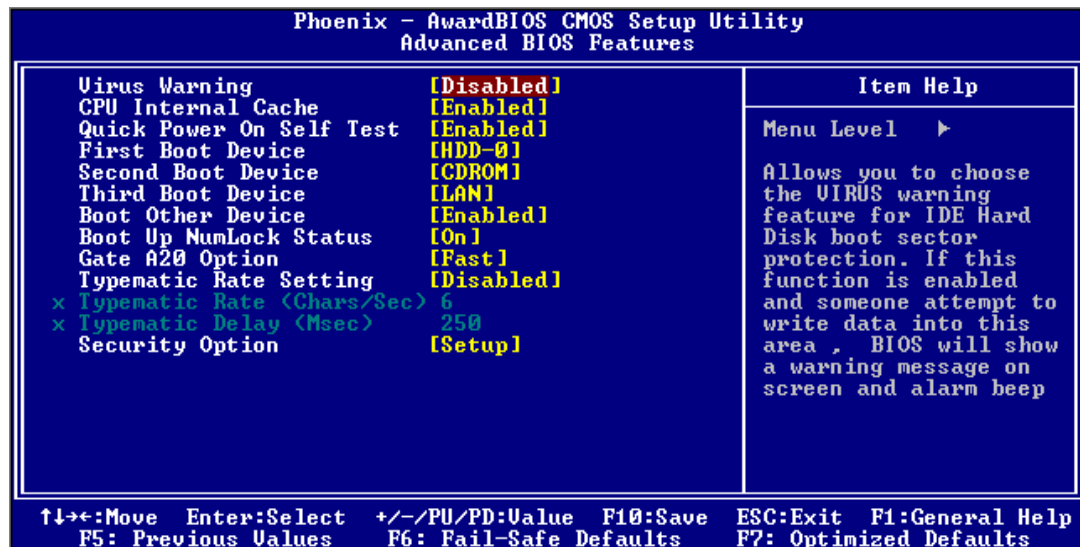 Phoenix - AwardBIOS CMOS Setup Utility
Advanced BIOS Features
Virus Warning [Disabled]
CPU Internal Cache [Enabled]
Quick Power On Self Test [Enabled]
First Boot Device [HDD-0]
Second Boot Device [CDROM]
Third Boot Device [LAN]
Boot Other Device [Enabled]
Boot Up NumLock Status [On]
Gate A20 Option [Fast]
Typematic Rate Setting [Disabled]
x Typematic Rate (Chars/Sec) 6
x Typematic Delay (Msec) 250
Security Option [Setup]
Item Help
Menu Level ►
Allows you to choose
the VIRUS warning
feature for IDE Hard
Disk boot sector
protection. If this
function is enabled
and someone attempt to
write data into this
area , BIOS will show
a warning message on
screen and alarm beep
↑↓→←:Move Enter:Select +/-/PU/PD:Value F10:Save ESC:Exit F1:General Help
F5: Previous Values F6: Fail-Safe Defaults F7: Optimized Defaults